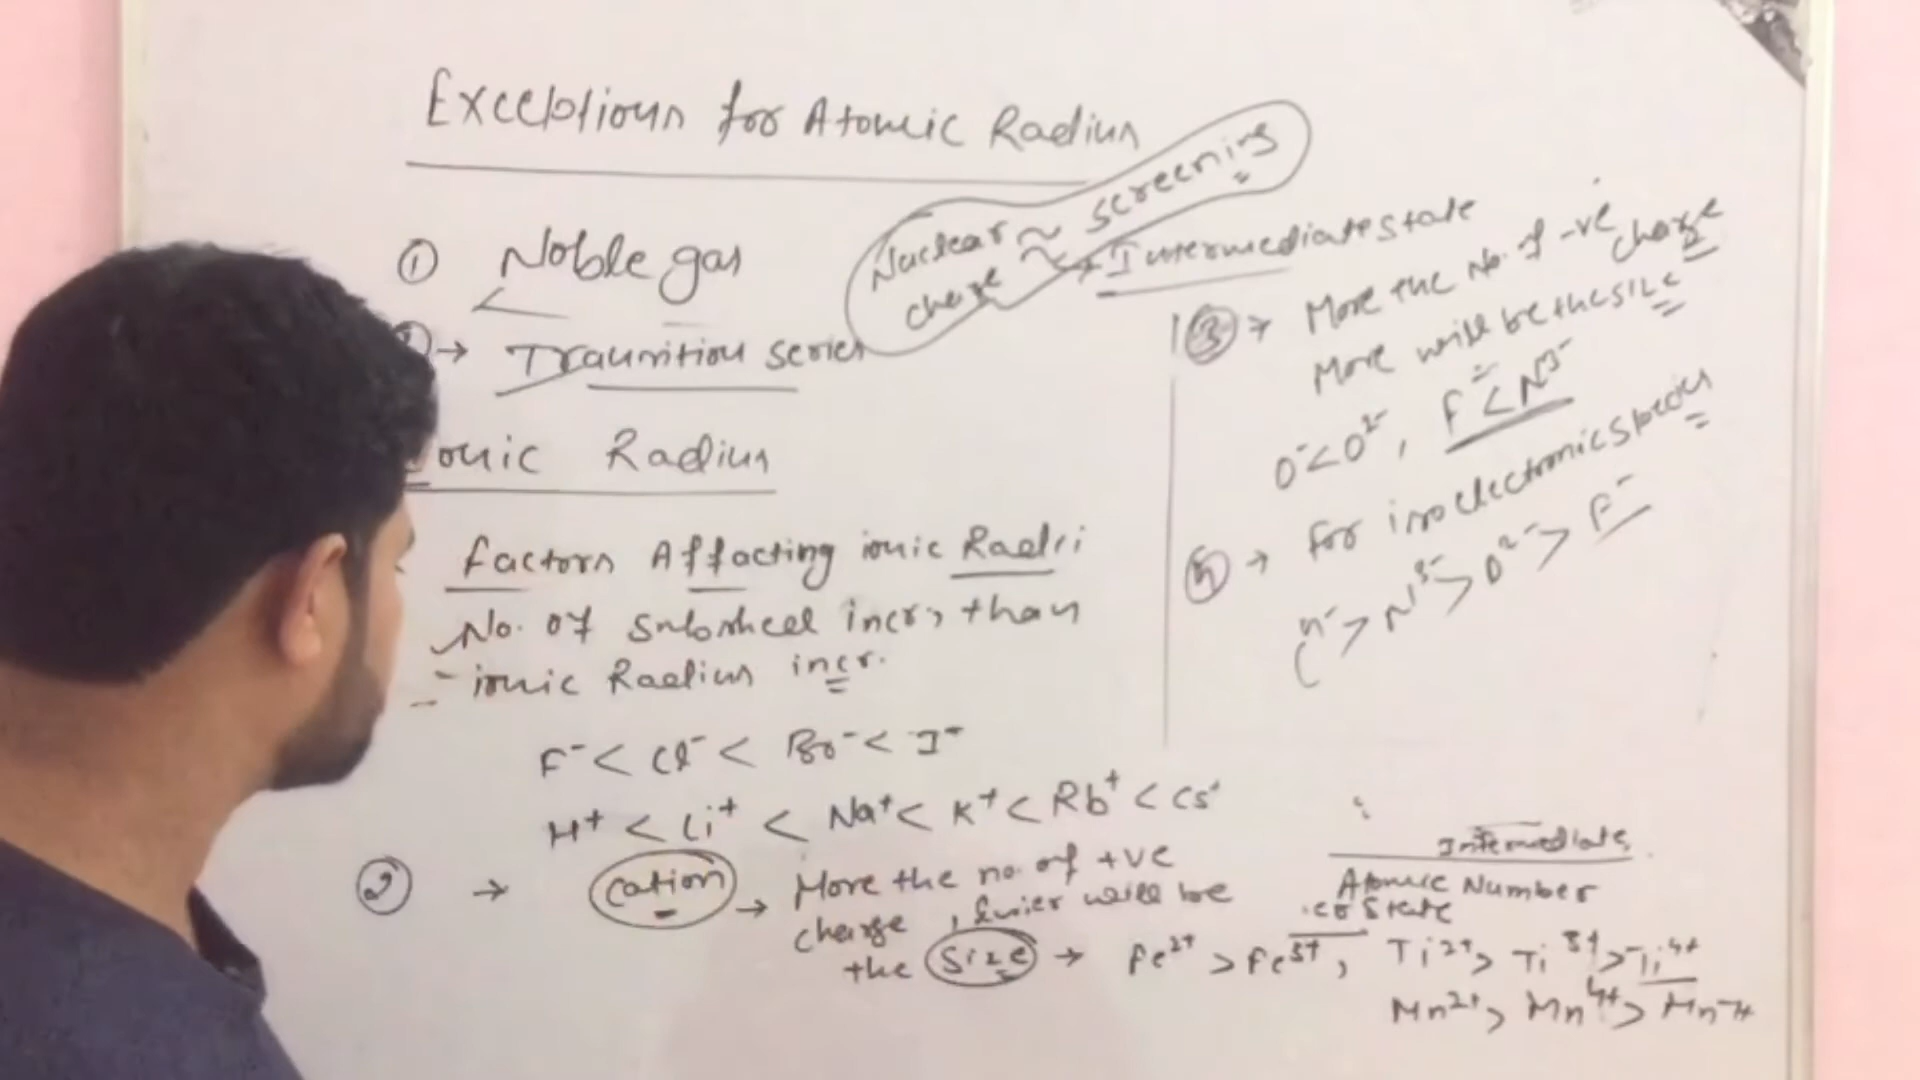 Exceptions for Atomic Radius
① Noble gas
Nuclear charge ≈ screening
→ Intermediate state
→ Transition series
onic Radius
factors Affacting ionic Radii
No. of subshell incr, than
- ionic Radius incr.
F⁻ < Cl⁻ < Br⁻ < I⁻
H⁺ < Li⁺ < Na⁺ < K⁺ < Rb⁺ < Cs⁺
② → cation → More the no. of +ve
charge, will be
the size → Fe²⁺ > Fe³⁺, Ti²⁺ > Ti³⁺ > Ti⁴⁺
Mn²⁺ > Mn⁴⁺ > Mn⁷⁺
③ → More the No. of -ve charge
More will be the size
O⁻ < O²⁻, F⁻ < N³⁻
→ For isoelectronic species
C⁴⁻ > N³⁻ > O²⁻ > F⁻
Intermediate
Atomic Number
state